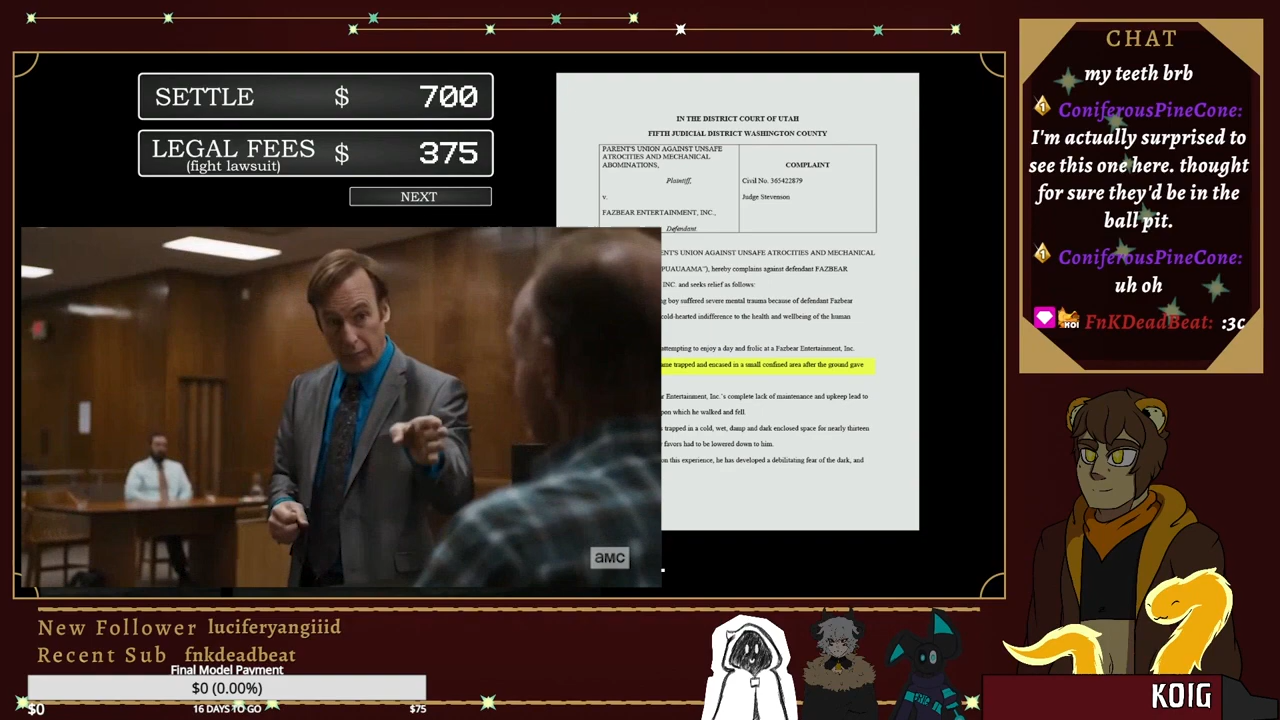 SETTLE $ 700
LEGAL FEES $ 375
(fight lawsuit)
NEXT
IN THE DISTRICT COURT OF UTAH
FIFTH JUDICIAL DISTRICT WASHINGTON COUNTY
PARENT'S UNION AGAINST UNSAFE
ATROCITIES AND MECHANICAL
ABOMINATIONS,
Plaintiff,
v.
FAZBEAR ENTERTAINMENT, INC.,
Defendant
COMPLAINT
Civil No. 365422879
Judge Stevenson
ENT'S UNION AGAINST UNSAFE ATROCITIES AND MECHANICAL
PUAUAAMA"), hereby complains against defendant FAZBEAR
INC. and seeks relief as follows:
g boy suffered severe mental trauma because of defendant Fazbear
cold-hearted indifference to the health and wellbeing of the human
attempting to enjoy a day and frolic at a Fazbear Entertainment, Inc.
ame trapped and encased in a small confined area after the ground gave
r Entertainment, Inc.'s complete lack of maintenance and upkeep lead to
pon which he walked and fell.
s trapped in a cold, wet, damp and dark enclosed space for nearly thirteen
favors had to be lowered down to him.
on this experience, he has developed a debilitating fear of the dark, and
amc
CHAT
my teeth brb
ConiferousPineCone:
I'm actually surprised to
see this one here. thought
for sure they'd be in the
ball pit.
ConiferousPineCone:
uh oh
FnKDeadBeat: :3c
New Follower luciferyangiiid
Recent Sub fnkdeadbeat
Final Model Payment
$0 (0.00%)
$0 16 DAYS TO GO $75
KOIG